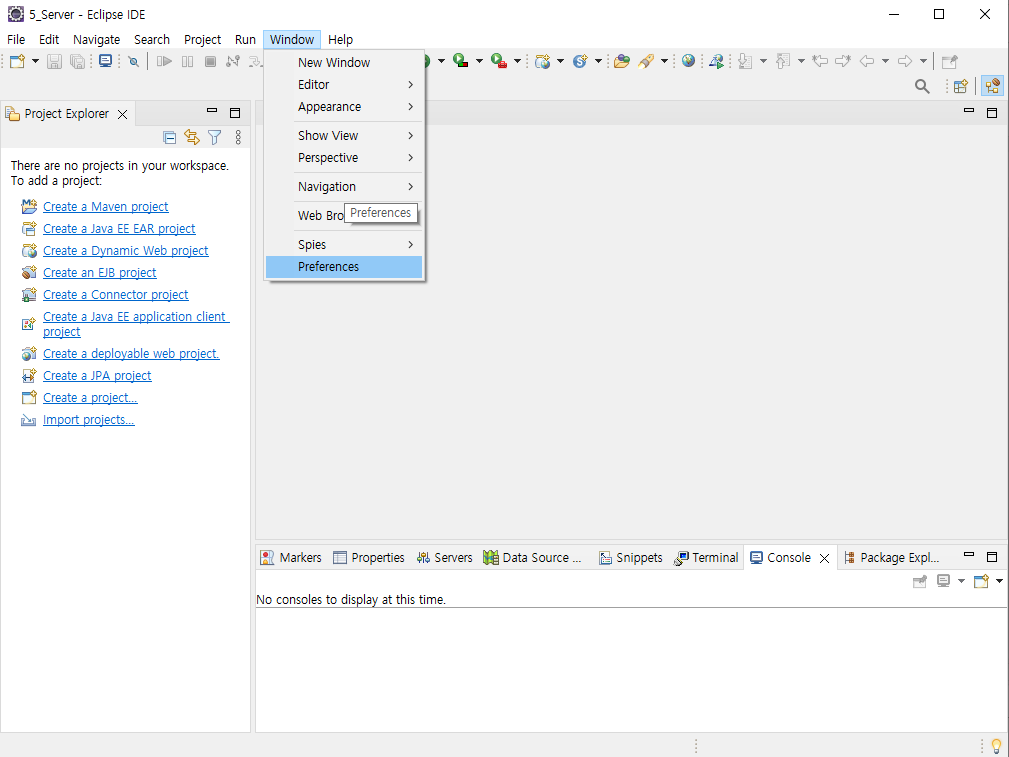 5_Server - Eclipse IDE
File Edit Navigate Search Project Run Window Help
New Window
Editor
Appearance
Show View
Perspective
Navigation
Web Bro
Preferences
Spies
Preferences
Project Explorer
There are no projects in your workspace.
To add a project:
Create a Maven project
Create a Java EE EAR project
Create a Dynamic Web project
Create an EJB project
Create a Connector project
Create a Java EE application client
project
Create a deployable web project.
Create a JPA project
Create a project...
Import projects...
Markers Properties Servers Data Source ... Snippets Terminal Console Package Expl...
No consoles to display at this time.